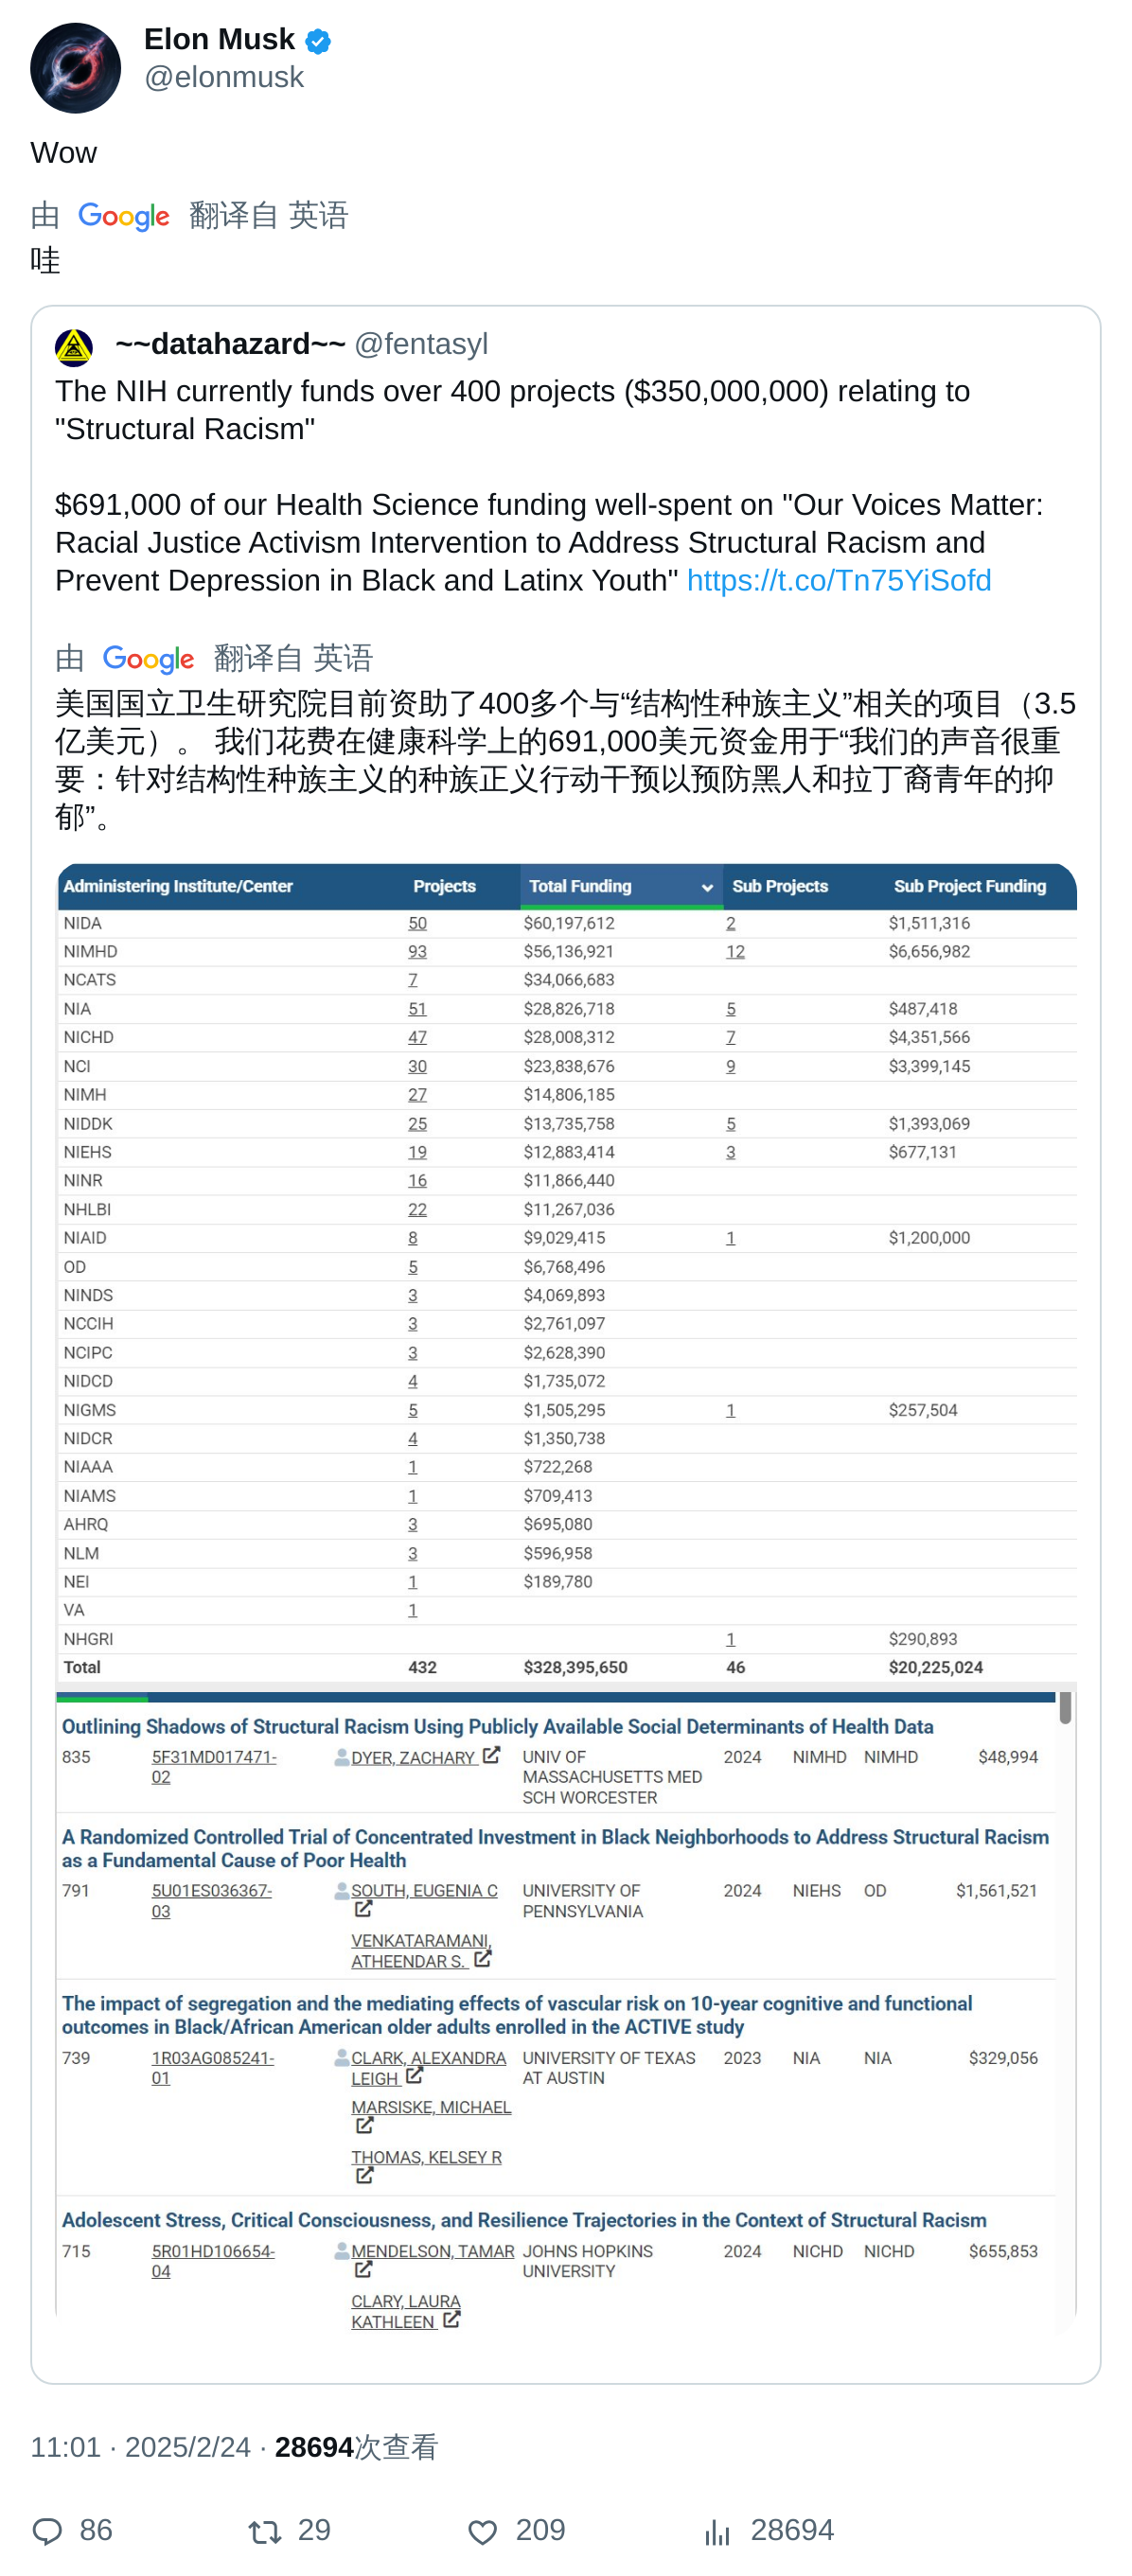 Elon Musk
@elonmusk
Wow
由 Google 翻译自 英语
哇
~~datahazard~~ @fentasyl
The NIH currently funds over 400 projects ($350,000,000) relating to
"Structural Racism"
$691,000 of our Health Science funding well-spent on "Our Voices Matter:
Racial Justice Activism Intervention to Address Structural Racism and
Prevent Depression in Black and Latinx Youth" https://t.co/Tn75YiSofd
由 Google 翻译自 英语
美国国立卫生研究院目前资助了400多个与“结构性种族主义”相关的项目（3.5
亿美元）。 我们花费在健康科学上的691,000美元资金用于“我们的声音很重
要：针对结构性种族主义的种族正义行动干预以预防黑人和拉丁裔青年的抑
郁”。
Administering Institute/Center Projects Total Funding Sub Projects Sub Project Funding
NIDA 50 $60,197,612 2 $1,511,316
NIMHD 93 $56,136,921 12 $6,656,982
NCATS 7 $34,066,683
NIA 51 $28,826,718 5 $487,418
NICHD 47 $28,008,312 7 $4,351,566
NCI 30 $23,838,676 9 $3,399,145
NIMH 27 $14,806,185
NIDDK 25 $13,735,758 5 $1,393,069
NIEHS 19 $12,883,414 3 $677,131
NINR 16 $11,866,440
NHLBI 22 $11,267,036
NIAID 8 $9,029,415 1 $1,200,000
OD 5 $6,768,496
NINDS 3 $4,069,893
NCCIH 3 $2,761,097
NCIPC 3 $2,628,390
NIDCD 4 $1,735,072
NIGMS 5 $1,505,295 1 $257,504
NIDCR 4 $1,350,738
NIAAA 1 $722,268
NIAMS 1 $709,413
AHRQ 3 $695,080
NLM 3 $596,958
NEI 1 $189,780
VA 1
NHGRI 1 $290,893
Total 432 $328,395,650 46 $20,225,024
Outlining Shadows of Structural Racism Using Publicly Available Social Determinants of Health Data
835 5F31MD017471- DYER, ZACHARY UNIV OF 2024 NIMHD NIMHD $48,994
02 MASSACHUSETTS MED
SCH WORCESTER
A Randomized Controlled Trial of Concentrated Investment in Black Neighborhoods to Address Structural Racism
as a Fundamental Cause of Poor Health
791 5U01ES036367- SOUTH, EUGENIA C UNIVERSITY OF 2024 NIEHS OD $1,561,521
03 PENNSYLVANIA
VENKATARAMANI,
ATHEENDAR S.
The impact of segregation and the mediating effects of vascular risk on 10-year cognitive and functional
outcomes in Black/African American older adults enrolled in the ACTIVE study
739 1R03AG085241- CLARK, ALEXANDRA UNIVERSITY OF TEXAS 2023 NIA NIA $329,056
01 LEIGH AT AUSTIN
MARSISKE, MICHAEL
THOMAS, KELSEY R
Adolescent Stress, Critical Consciousness, and Resilience Trajectories in the Context of Structural Racism
715 5R01HD106654- MENDELSON, TAMAR JOHNS HOPKINS 2024 NICHD NICHD $655,853
04 UNIVERSITY
CLARY, LAURA
KATHLEEN
11:01 · 2025/2/24 · 28694次查看
86 29 209 28694